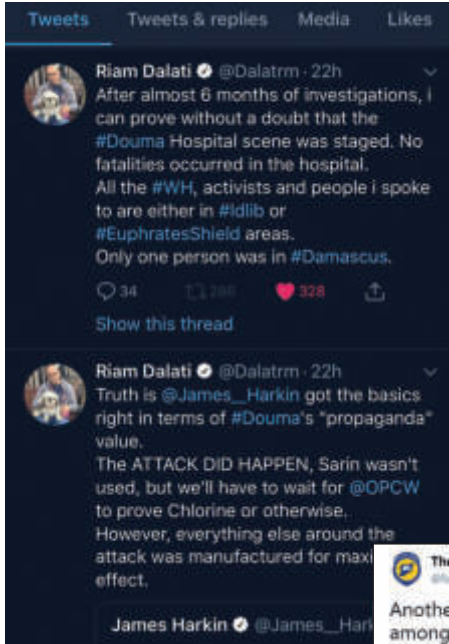 Tweets Tweets & replies Media Likes
Riam Dalati @Dalatrm · 22h
After almost 6 months of investigations, i
can prove without a doubt that the
#Douma Hospital scene was staged. No
fatalities occurred in the hospital.
All the #WH, activists and people i spoke
to are either in #Idlib or
#EuphratesShield areas.
Only one person was in #Damascus.
34 328
Show this thread
Riam Dalati @Dalatrm · 22h
Truth is @James__Harkin got the basics
right in terms of #Douma's "propaganda"
value.
The ATTACK DID HAPPEN, Sarin wasn't
used, but we'll have to wait for @OPCW
to prove Chlorine or otherwise.
However, everything else around the
attack was manufactured for maxi
effect.
The
James Harkin @James__Hark
Anothe
among